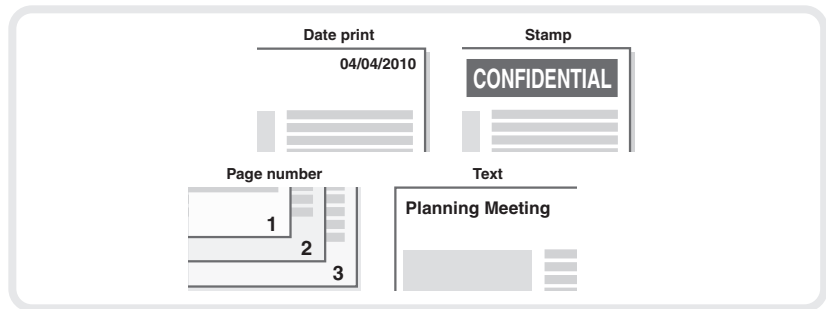 Date print
Stamp
04/04/2010
CONFIDENTIAL
Page number
Text
Planning Meeting
1
2
3